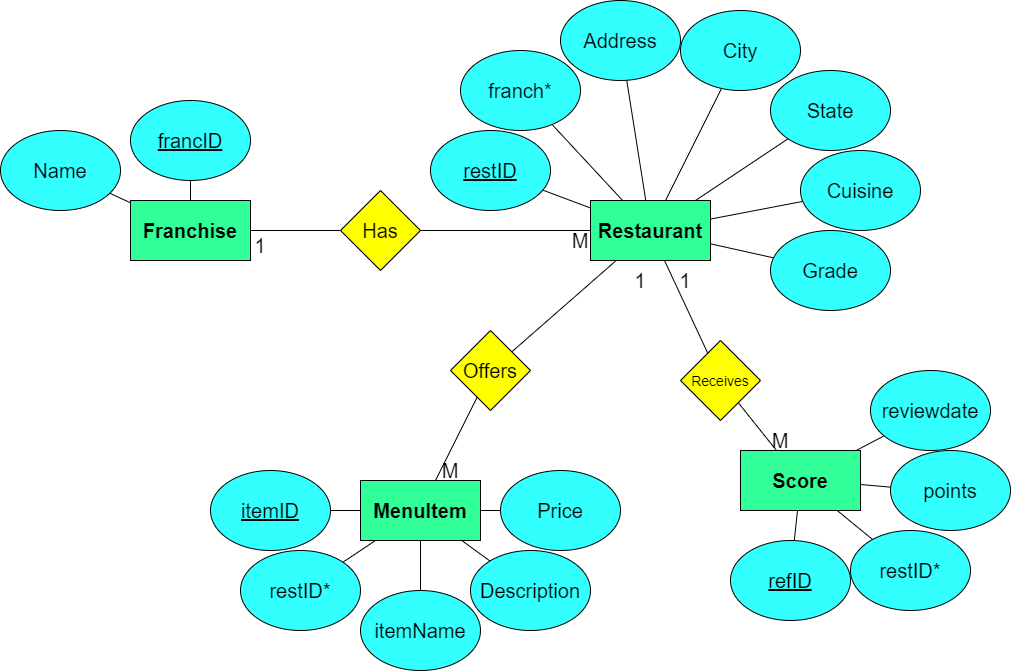 Address
City
franch*
State
francID
Name
restID
Cuisine
Franchise
Has
Restaurant
1
M
Grade
1
1
Offers
Receives
reviewdate
M
M
Score
points
itemID
MenuItem
Price
restID*
Description
refID
restID*
itemName